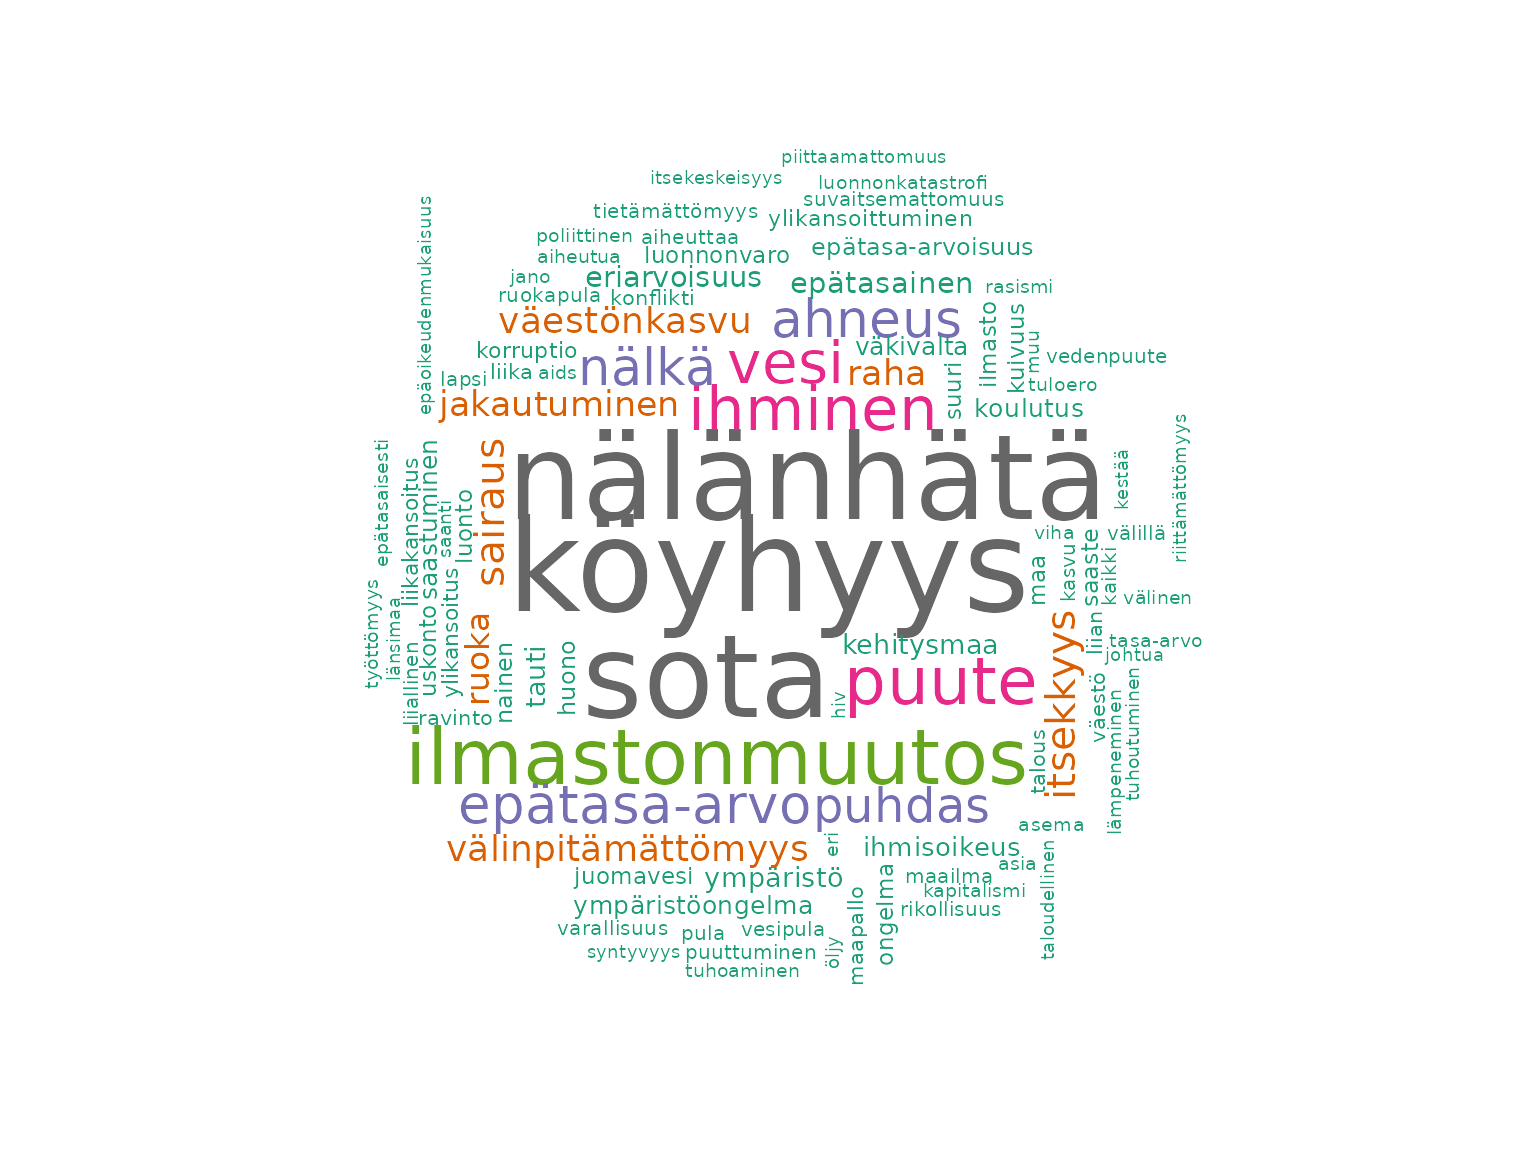 piittaamattomuus
itsekeskeisyys
luonnonkatastrofi
suvaitsemattomuus
tietämättömyys
ylikansoittuminen
poliittinen
aiheuttaa
epätasa-arvoisuus
aiheutua
luonnonvaro
jano
eriarvoisuus
epätasainen
rasismi
ruokapula
konflikti
epäoikeudenmukaisuus
väestönkasvu
ahneus
ilmasto
kuivuus
muu
korruptio
nälkä
vesi
väkivalta
vedenpuute
lapsi
liika
aids
raha
suuri
tuloero
jakautuminen
ihminen
koulutus
nälänhätä
kestää
riittämättömyys
epätasaisesti
liikakansoitus
saastuminen
saanti
luonto
sairaus
köyhyys
viha
välillä
maa
kasvu
saaste
kaikki
välinen
työttömyys
länsimaa
liiallinen
uskonto
ylikansoitus
ruoka
nainen
tauti
huono
sota
kehitysmaa
puute
hiv
itsekkyys
liian
tasa-arvo
johtua
väestö
lämpeneminen
tuhoutuminen
ravinto
talous
ilmastonmuutos
epätasa-arvo
puhdas
asema
välinpitämättömyys
eri
ihmisoikeus
asia
taloudellinen
juomavesi
ympäristö
maailma
kapitalismi
ympäristöongelma
maapallo
ongelma
rikollisuus
varallisuus
pula
vesipula
öljy
syntyvyys
puuttuminen
tuhoaminen